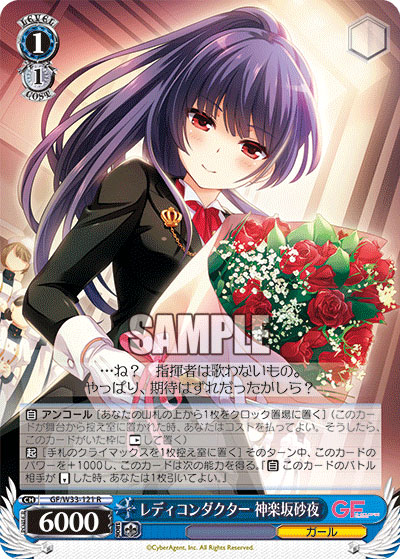 LEVEL
1
1
COST
SAMPLE
…ね？　指揮者は歌わないもの。
やっぱり、期待はずれだったかしら？
自 アンコール [あなたの山札の上から1枚をクロック置場に置く] （このカード
が舞台から控え室に置かれた時、あなたはコストを払ってよい。そうしたら、
このカードがいた枠に して置く）
起 [手札のクライマックスを1枚控え室に置く] そのターン中、このカードの
パワーを＋1000し、このカードは次の能力を得る。『自 このカードのバトル
相手が した時、あなたは1枚引いてよい。』
CH
GF/W33-121 R
6000
レディコンダクター 神楽坂砂夜
GF
ガール
©CyberAgent, Inc. All Rights Reserved.